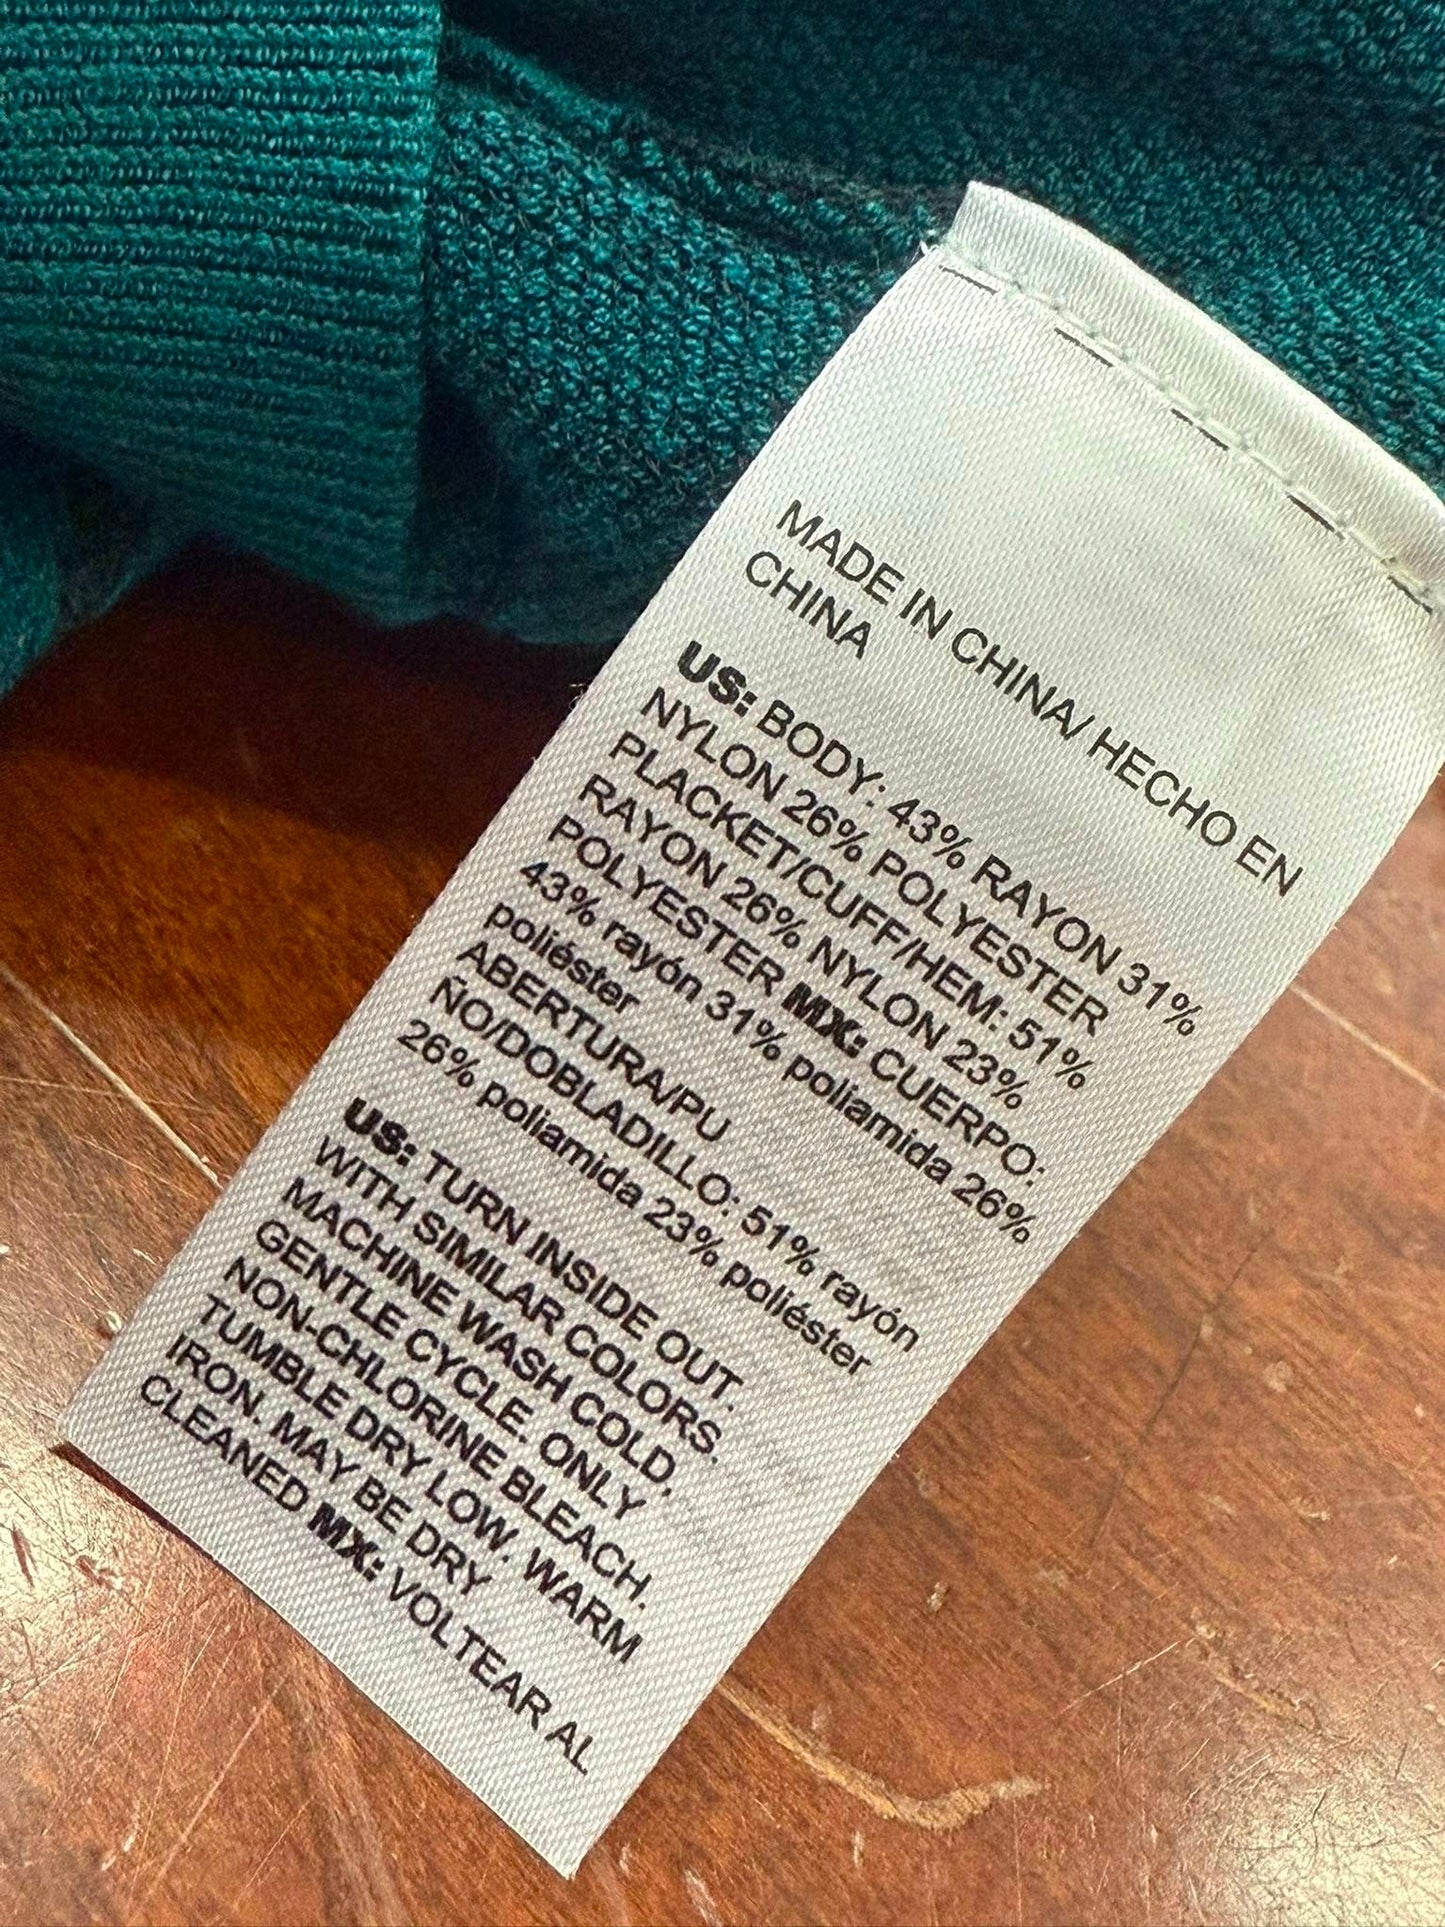 MADE IN CHINA/ HECHO EN
CHINA
US: BODY: 43% RAYON 31%
NYLON 26% POLYESTER
PLACKET/CUFF/HEM: 51%
RAYON 26% NYLON 23%
POLYESTER MX: CUERPO:
43% rayón 31% poliamida 26%
poliéster
ABERTURA/PU
ÑO/DOBLADILLO: 51% rayón
26% poliamida 23% poliéster
US: TURN INSIDE OUT.
WITH SIMILAR COLORS.
MACHINE WASH COLD,
GENTLE CYCLE. ONLY
NON-CHLORINE BLEACH.
TUMBLE DRY LOW. WARM
IRON. MAY BE DRY
CLEANED MX: VOLTEAR AL